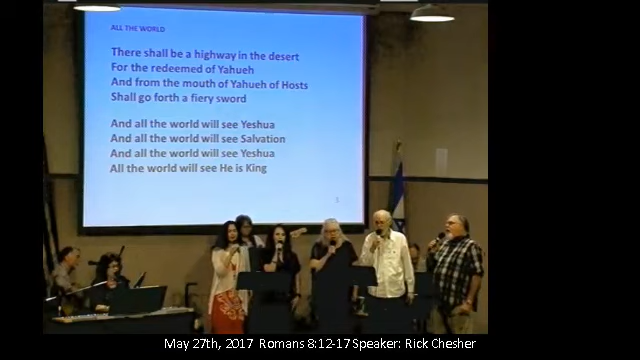 ALL THE WORLD
There shall be a highway in the desert
For the redeemed of Yahueh
And from the mouth of Yahueh of Hosts
Shall go forth a fiery sword
And all the world will see Yeshua
And all the world will see Salvation
And all the world will see Yeshua
All the world will see He is King
1
May 27th, 2017 Romans 8:12-17 Speaker: Rick Chesher